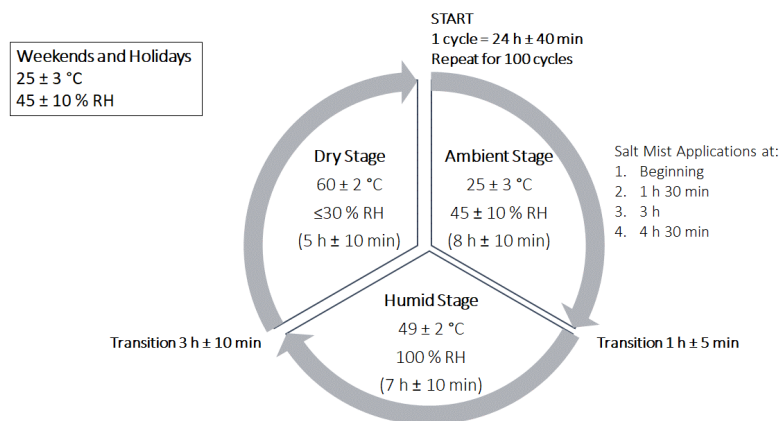 START
1 cycle = 24 h ± 40 min
Repeat for 100 cycles
Weekends and Holidays
25 ± 3 °C
45 ± 10 % RH
Dry Stage
60 ± 2 °C
≤30 % RH
(5 h ± 10 min)
Ambient Stage
25 ± 3 °C
45 ± 10 % RH
(8 h ± 10 min)
Salt Mist Applications at:
1. Beginning
2. 1 h 30 min
3. 3 h
4. 4 h 30 min
Humid Stage
49 ± 2 °C
100 % RH
(7 h ± 10 min)
Transition 3 h ± 10 min
Transition 1 h ± 5 min